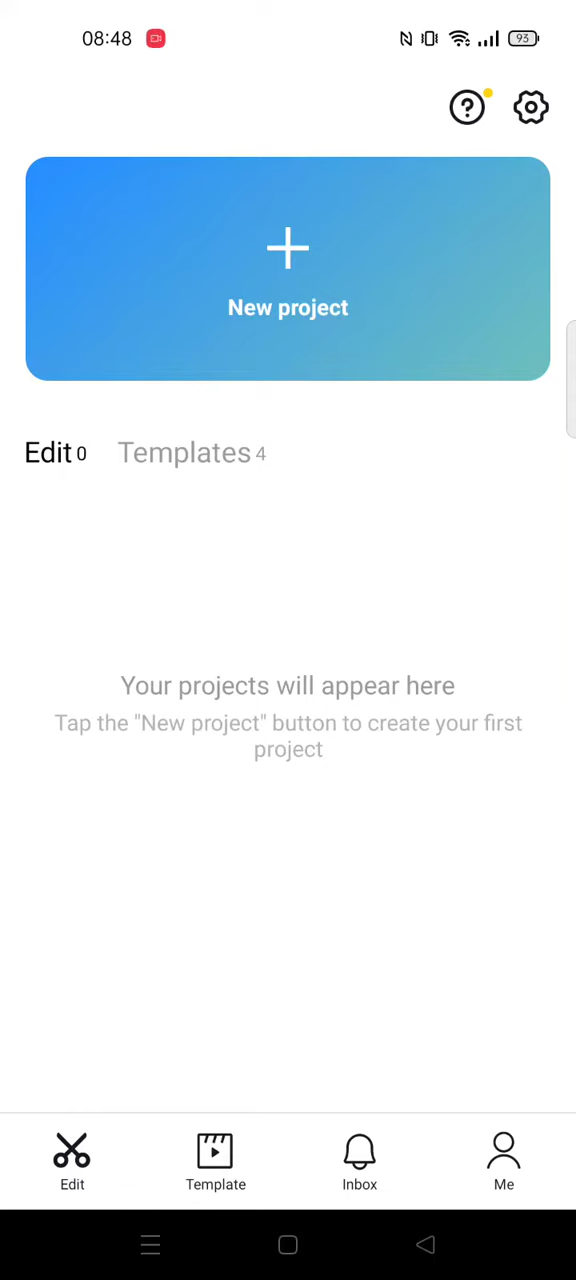 08:48
93
New project
Edit 0 Templates 4
Your projects will appear here
Tap the "New project" button to create your first
project
Edit Template Inbox Me